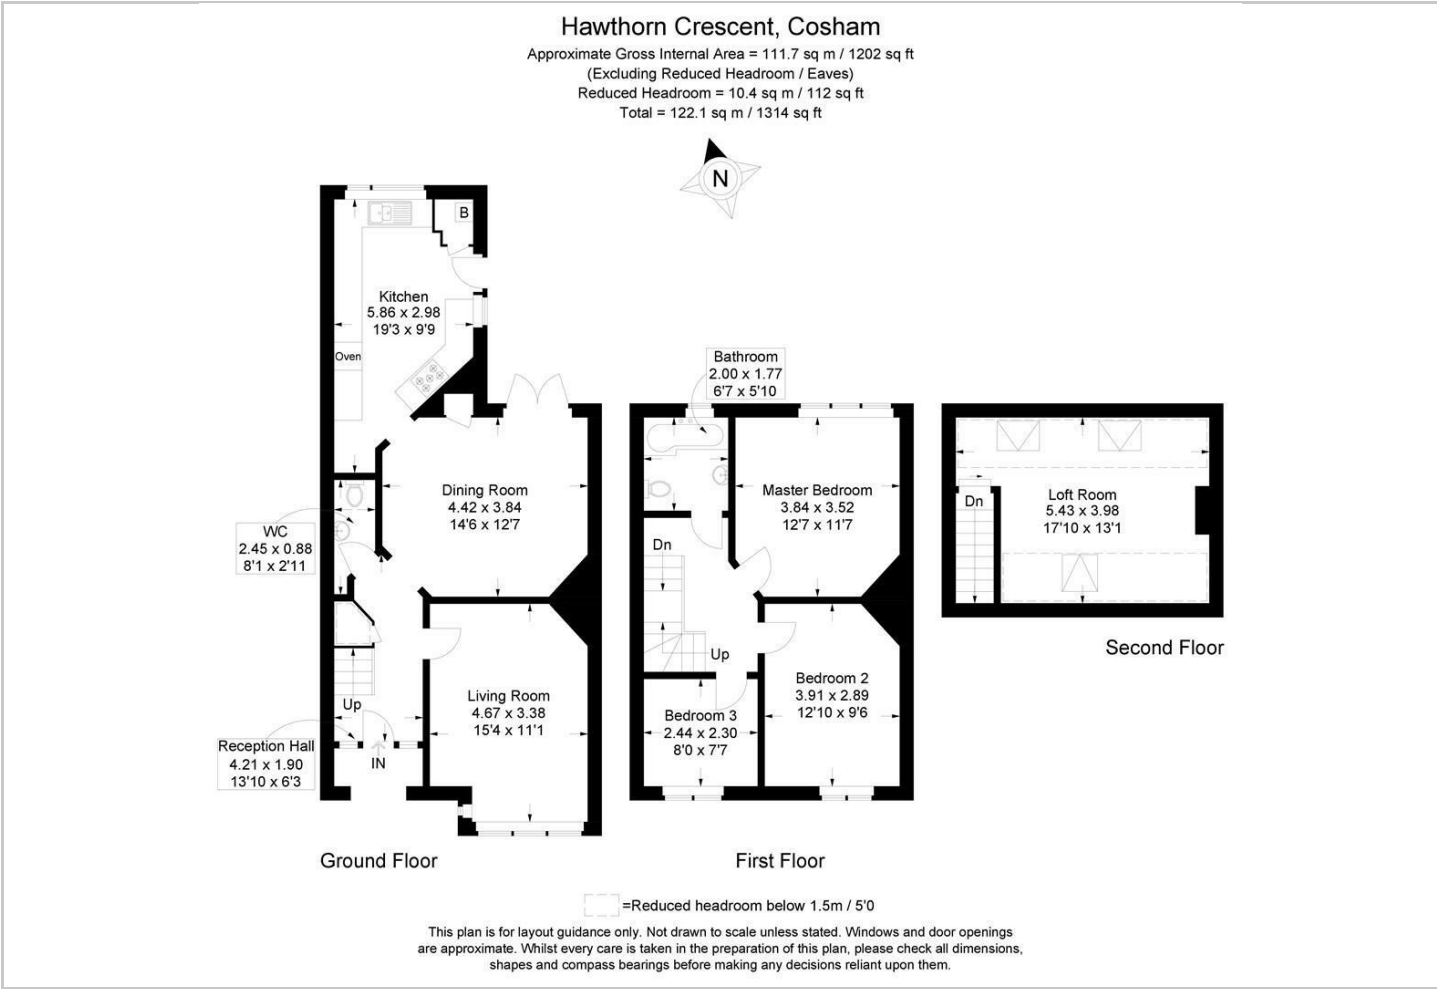 Hawthorn Crescent, Cosham
Approximate Gross Internal Area = 111.7 sq m / 1202 sq ft
(Excluding Reduced Headroom / Eaves)
Reduced Headroom = 10.4 sq m / 112 sq ft
Total = 122.1 sq m / 1314 sq ft
N
B
Kitchen
5.86 x 2.98
19'3 x 9'9
Oven
Dining Room
4.42 x 3.84
14'6 x 12'7
WC
2.45 x 0.88
8'1 x 2'11
Living Room
4.67 x 3.38
15'4 x 11'1
Up
Reception Hall
4.21 x 1.90
13'10 x 6'3
IN
Ground Floor
Bathroom
2.00 x 1.77
6'7 x 5'10
Master Bedroom
3.84 x 3.52
12'7 x 11'7
Dn
Up
Bedroom 2
3.91 x 2.89
12'10 x 9'6
Bedroom 3
2.44 x 2.30
8'0 x 7'7
First Floor
Loft Room
5.43 x 3.98
17'10 x 13'1
Dn
Second Floor
=Reduced headroom below 1.5m / 5'0
This plan is for layout guidance only. Not drawn to scale unless stated. Windows and door openings
are approximate. Whilst every care is taken in the preparation of this plan, please check all dimensions,
shapes and compass bearings before making any decisions reliant upon them.